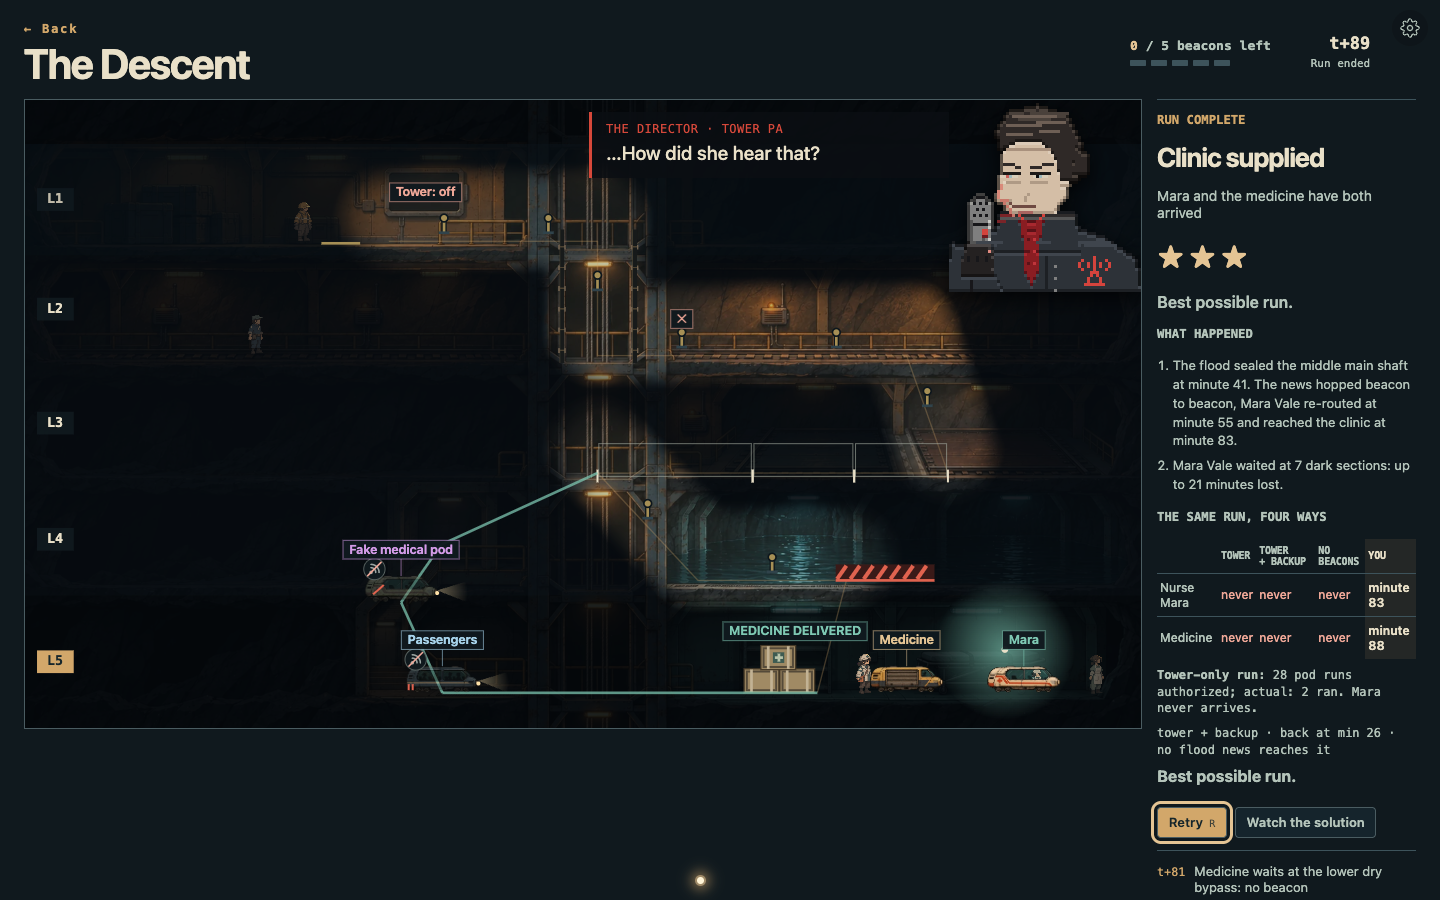 ← Back
The Descent
0 / 5 beacons left
t+89
Run ended
THE DIRECTOR · TOWER PA
...How did she hear that?
L1
Tower: off
L2
L3
L4
Fake medical pod
L5
Passengers
MEDICINE DELIVERED
Medicine
Mara
RUN COMPLETE
Clinic supplied
Mara and the medicine have both
arrived
Best possible run.
WHAT HAPPENED
1. The flood sealed the middle main shaft
at minute 41. The news hopped beacon
to beacon, Mara Vale re-routed at
minute 55 and reached the clinic at
minute 83.
2. Mara Vale waited at 7 dark sections: up
to 21 minutes lost.
THE SAME RUN, FOUR WAYS
TOWER TOWER + BACKUP NO BEACONS YOU
Nurse Mara never never never minute 83
Medicine never never never minute 88
Tower-only run: 28 pod runs
authorized; actual: 2 ran. Mara
never arrives.
tower + backup · back at min 26 ·
no flood news reaches it
Best possible run.
Retry R
Watch the solution
t+81 Medicine waits at the lower dry
bypass: no beacon